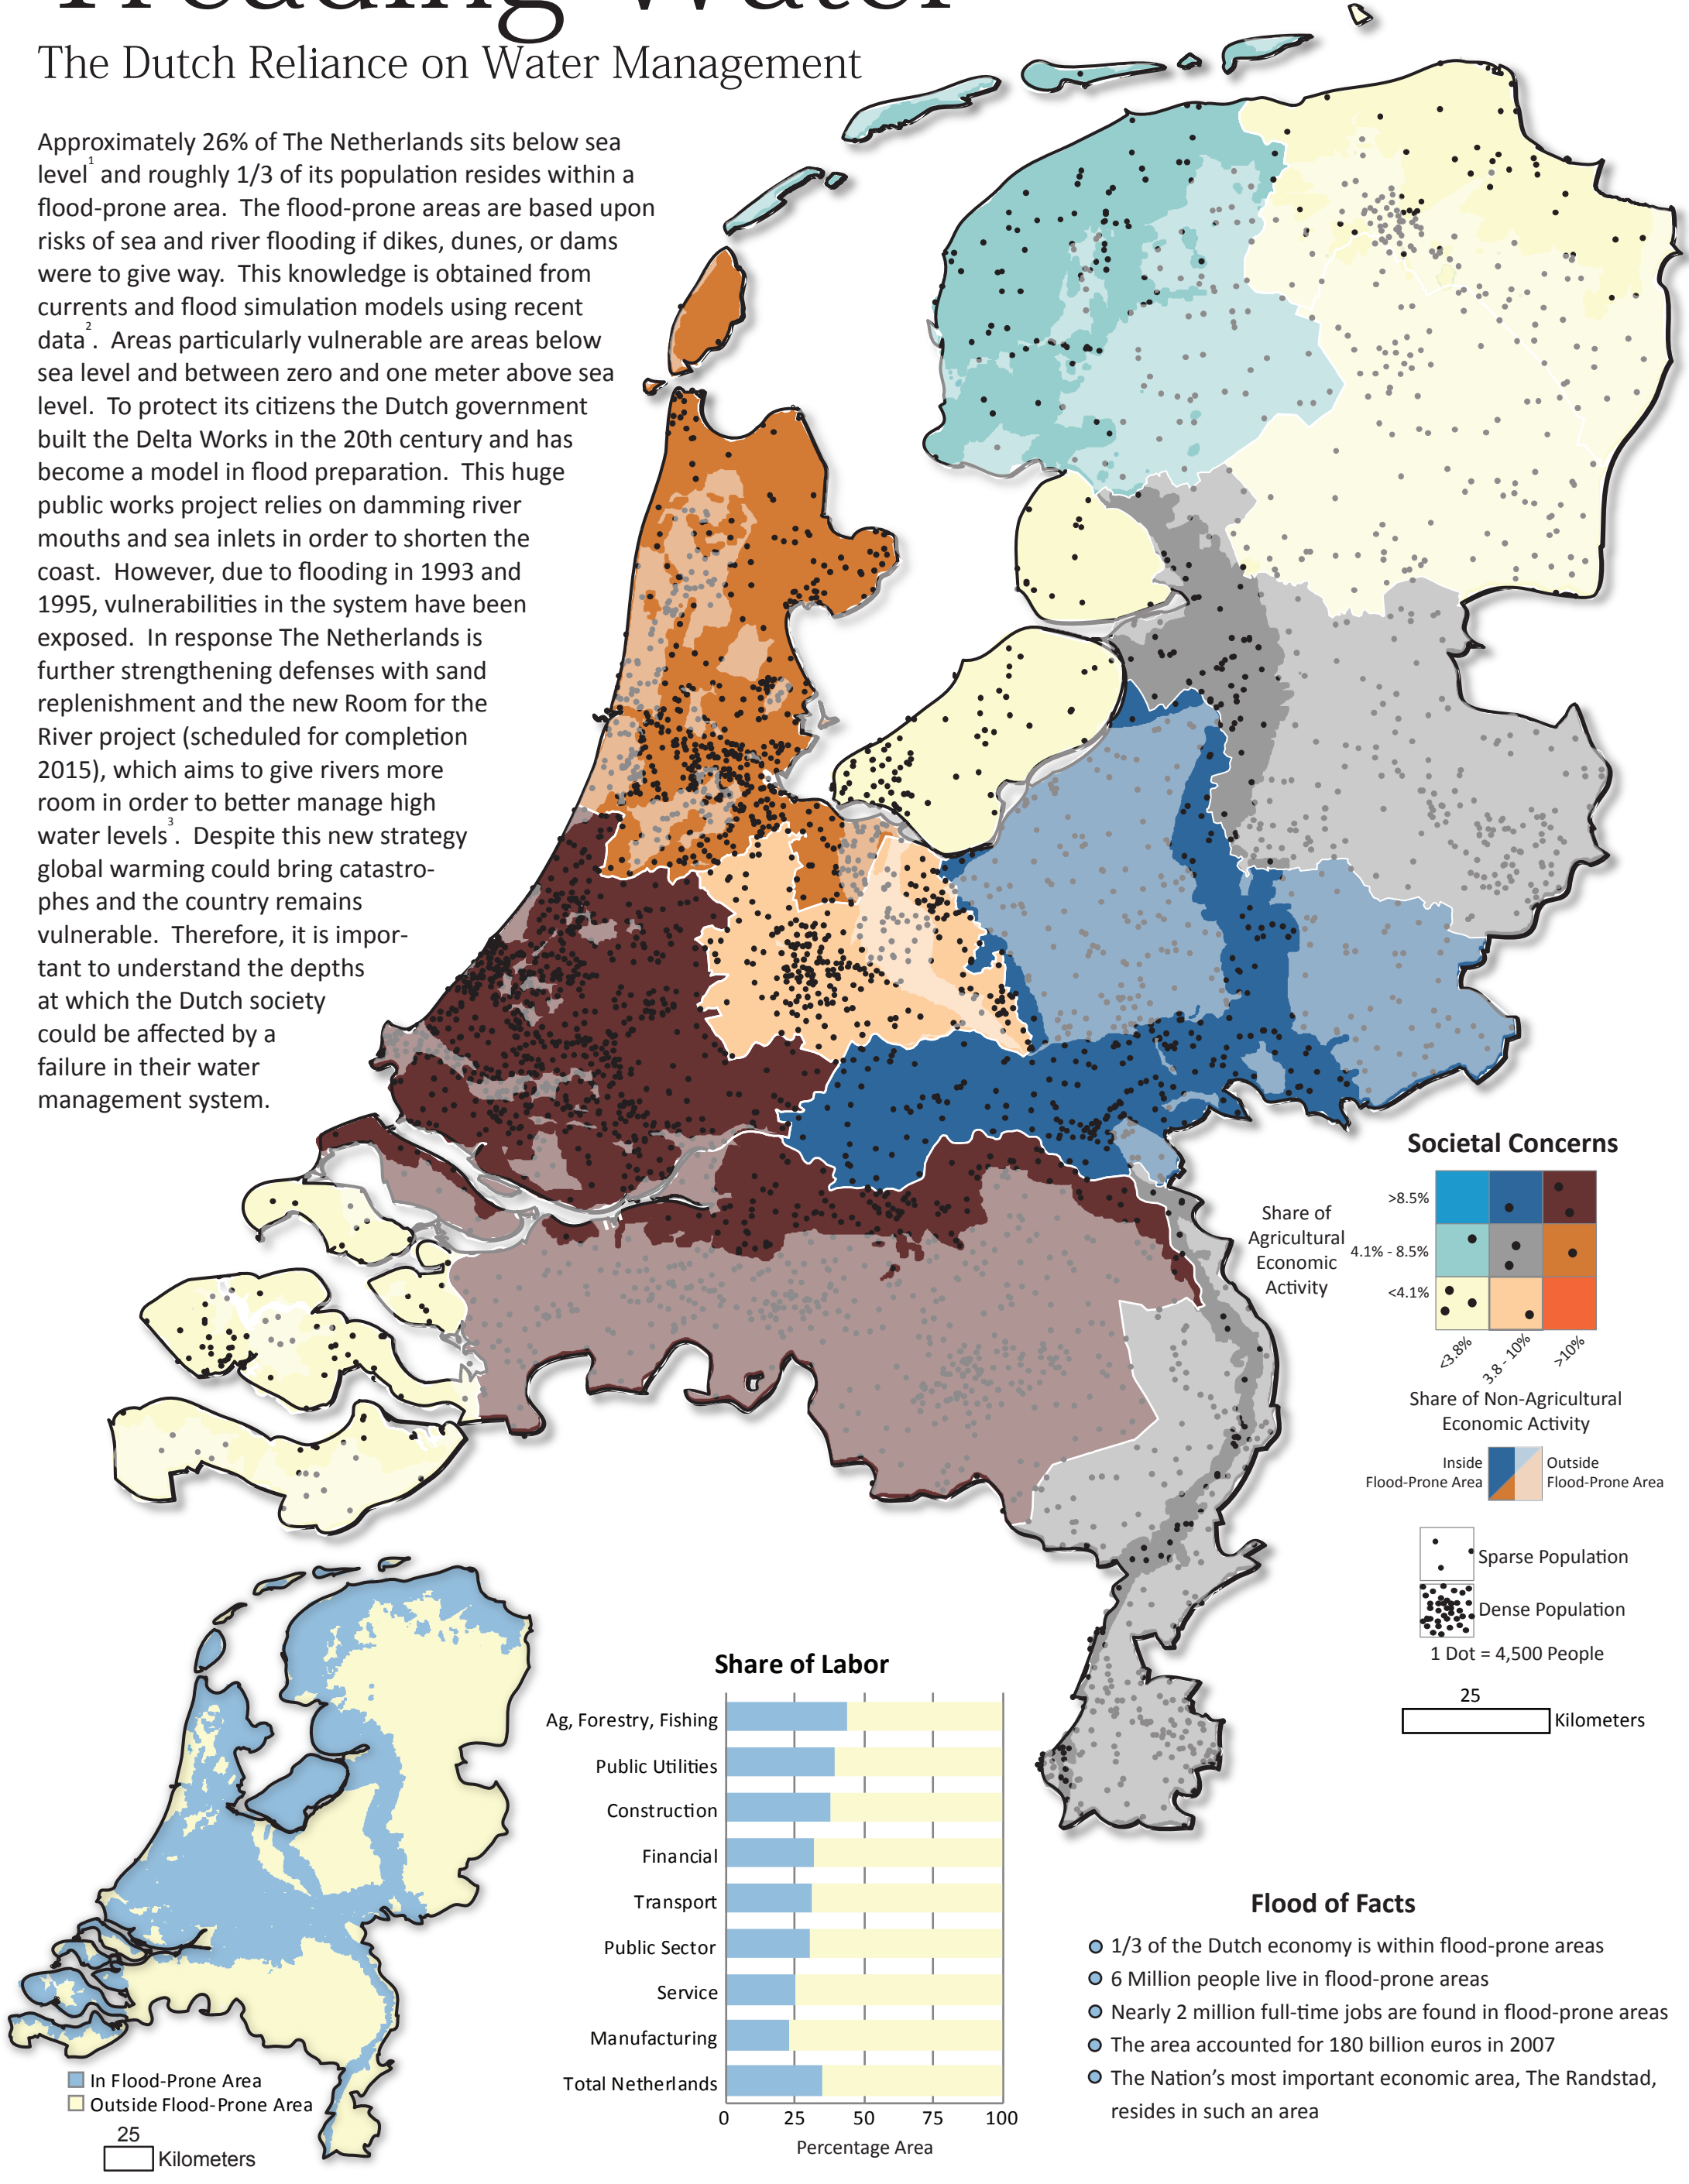 Treading Water
The Dutch Reliance on Water Management
Approximately 26% of The Netherlands sits below sea
level1 and roughly 1/3 of its population resides within a
flood-prone area. The flood-prone areas are based upon
risks of sea and river flooding if dikes, dunes, or dams
were to give way. This knowledge is obtained from
currents and flood simulation models using recent
data2. Areas particularly vulnerable are areas below
sea level and between zero and one meter above sea
level. To protect its citizens the Dutch government
built the Delta Works in the 20th century and has
become a model in flood preparation. This huge
public works project relies on damming river
mouths and sea inlets in order to shorten the
coast. However, due to flooding in 1993 and
1995, vulnerabilities in the system have been
exposed. In response The Netherlands is
further strengthening defenses with sand
replenishment and the new Room for the
River project (scheduled for completion
2015), which aims to give rivers more
room in order to better manage high
water levels3. Despite this new strategy
global warming could bring catastro-
phes and the country remains
vulnerable. Therefore, it is impor-
tant to understand the depths
at which the Dutch society
could be affected by a
failure in their water
management system.
Societal Concerns
Share of
Agricultural
Economic
Activity
>8.5%
4.1% - 8.5%
<4.1%
<3.8%
3.8 - 10%
>10%
Share of Non-Agricultural
Economic Activity
Inside
Flood-Prone Area
Outside
Flood-Prone Area
Sparse Population
Dense Population
1 Dot = 4,500 People
25
Kilometers
In Flood-Prone Area
Outside Flood-Prone Area
25
Kilometers
Share of Labor
Ag, Forestry, Fishing
Public Utilities
Construction
Financial
Transport
Public Sector
Service
Manufacturing
Total Netherlands
0 25 50 75 100
Percentage Area
Flood of Facts
1/3 of the Dutch economy is within flood-prone areas
6 Million people live in flood-prone areas
Nearly 2 million full-time jobs are found in flood-prone areas
The area accounted for 180 billion euros in 2007
The Nation's most important economic area, The Randstad,
resides in such an area